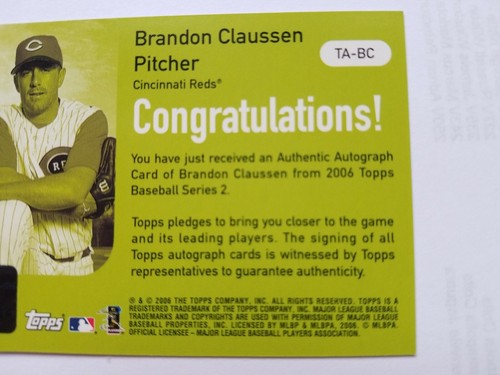 Brandon Claussen
Pitcher
TA-BC
Cincinnati Reds®
Congratulations!
You have just received an Authentic Autograph
Card of Brandon Claussen from 2006 Topps
Baseball Series 2.
Topps pledges to bring you closer to the game
and its leading players. The signing of all
Topps autograph cards is witnessed by Topps
representatives to guarantee authenticity.
® & © 2006 THE TOPPS COMPANY, INC. ALL RIGHTS RESERVED. TOPPS IS A
REGISTERED TRADEMARK OF THE TOPPS COMPANY, INC. MAJOR LEAGUE BASEBALL
TRADEMARKS AND COPYRIGHTS ARE USED WITH PERMISSION OF MAJOR LEAGUE
BASEBALL PROPERTIES, INC. LICENSED BY MLBP & MLBPA, 2006. © MLBPA.
OFFICIAL LICENSEE – MAJOR LEAGUE BASEBALL PLAYERS ASSOCIATION.
Topps
C
RE